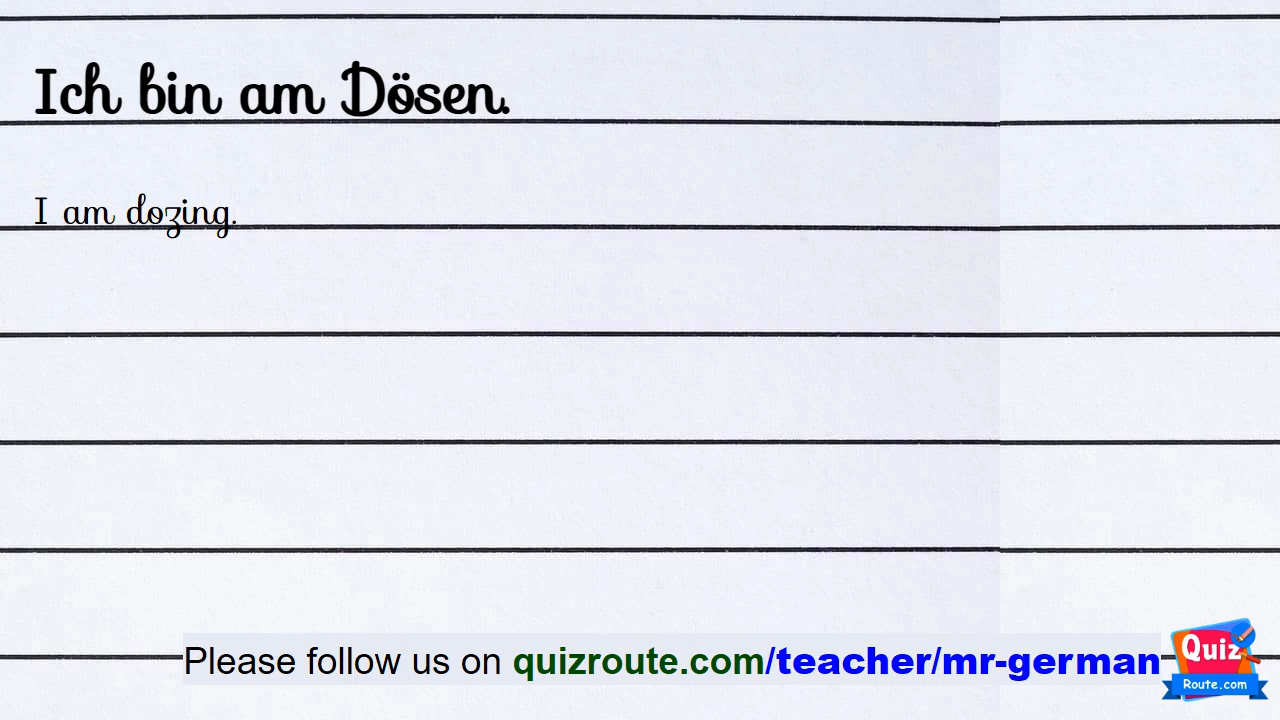 Ich bin am Dösen.
I am dozing.
Please follow us on quizroute.com/teacher/mr-german
Quiz
Route.com